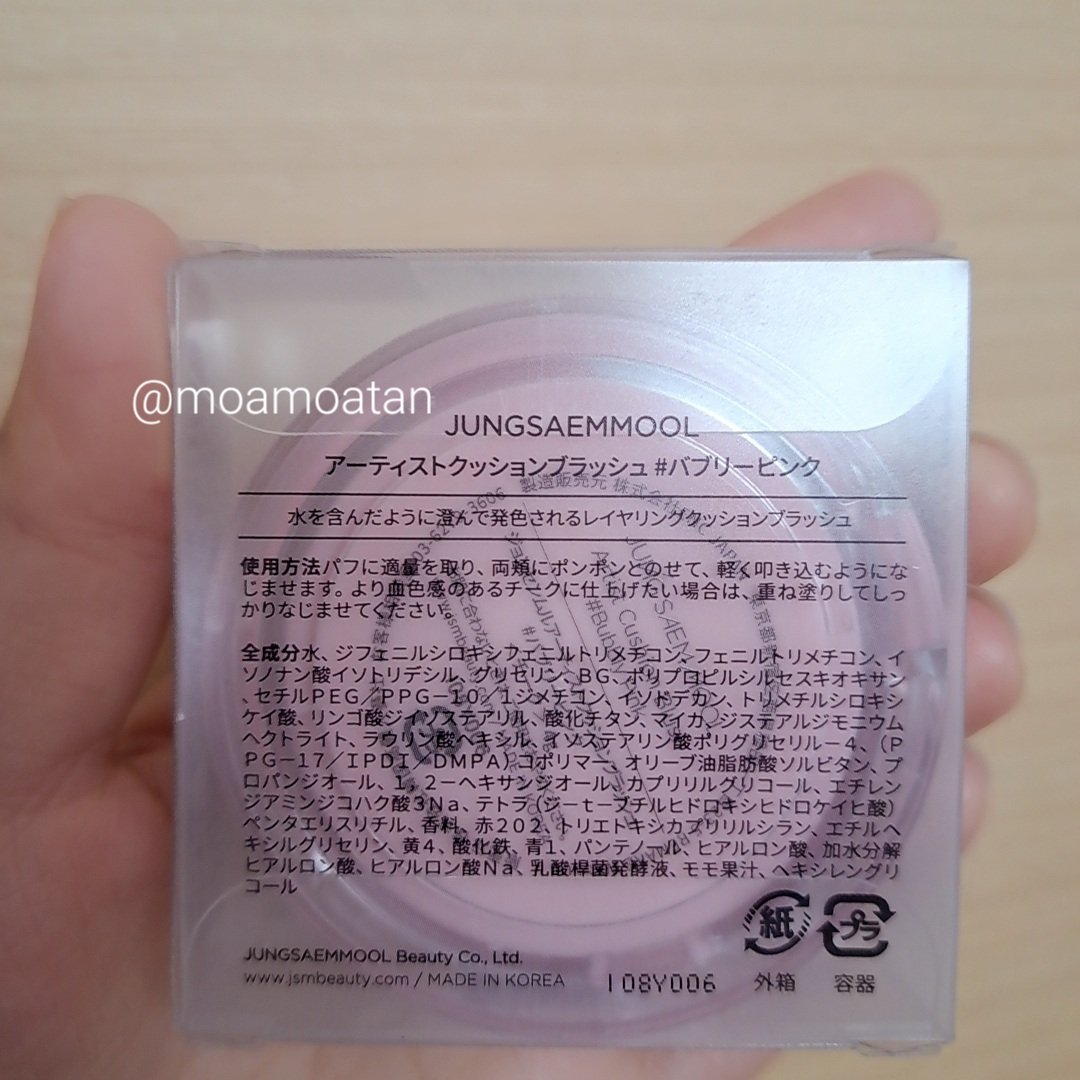 @moamoatan
JUNGSAEMMOOL
アーティストクッションブラッシュ #バブリーピンク
水を含んだように澄んで発色されるレイヤリングクッションブラッシュ
使用方法パフに適量を取り、両頬にポンポンとのせて、軽く叩き込むようにな
じませます。より血色感のあるチークに仕上げたい場合は、重ね塗りしてしっ
かりなじませてください。
全成分水、ジフェニルシロキシフェニルトリメチコン、フェニルトリメチコン、イ
ソノナン酸イソトリデシル、グリセリン、BG、ポリプロピルシルセスキオキサン
、セチルPEG/PPG-10/1ジメチコン、イソドデカン、トリメチルシロキシ
ケイ酸、リンゴ酸ジイソステアリル、酸化チタン、マイカ、ジステアルジモニウム
ヘクトライト、ラウリン酸ヘキシル、イソステアリン酸ポリグリセリル-4、(P
PG-17/IPDI/DMPA)コポリマー、オリーブ油脂肪酸ソルビタン、プ
ロパンジオール、1,2-ヘキサンジオール、カプリリルグリコール、エチレン
ジアミンジコハク酸3Na、テトラ(ジ-t-ブチルヒドロキシヒドロケイヒ酸)
ペンタエリスリチル、香料、赤202、トリエトキシカプリリルシラン、エチルヘ
キシルグリセリン、黄4、酸化鉄、青1、パンテノール、ヒアルロン酸、加水分解
ヒアルロン酸、ヒアルロン酸Na、乳酸桿菌発酵液、モモ果汁、ヘキシレングリ
コール
紙
プラ
JUNGSAEMMOOL Beauty Co., Ltd.
www.jsmbeauty.com / MADE IN KOREA
I08Y006
外箱
容器
製造販売元 株式会社
JAPAN